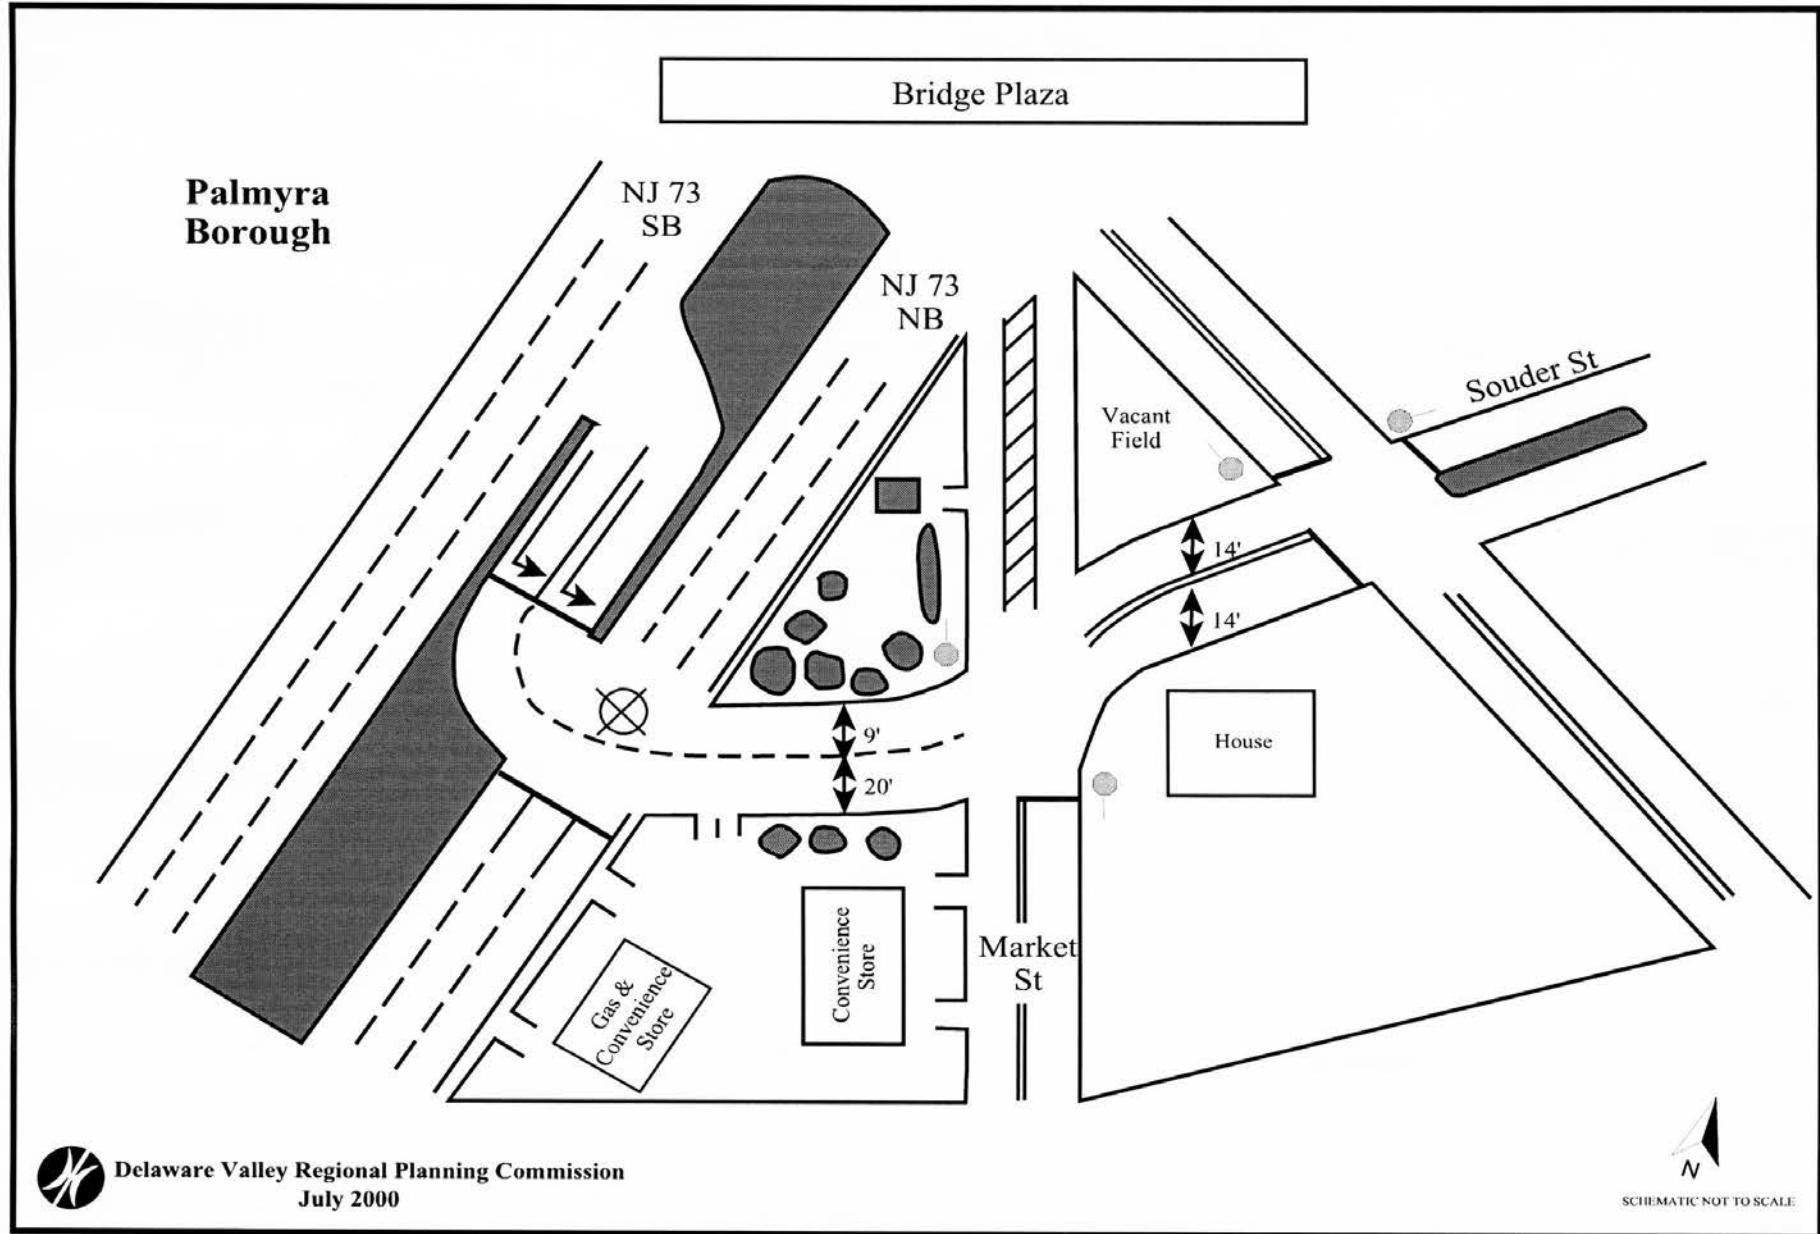 Bridge Plaza
Palmyra
Borough
NJ 73
SB
NJ 73
NB
Souder St
Vacant
Field
14'
14'
9'
20'
House
Convenience
Store
Market
St
Gas &
Convenience
Store
Delaware Valley Regional Planning Commission
July 2000
N
SCHEMATIC NOT TO SCALE